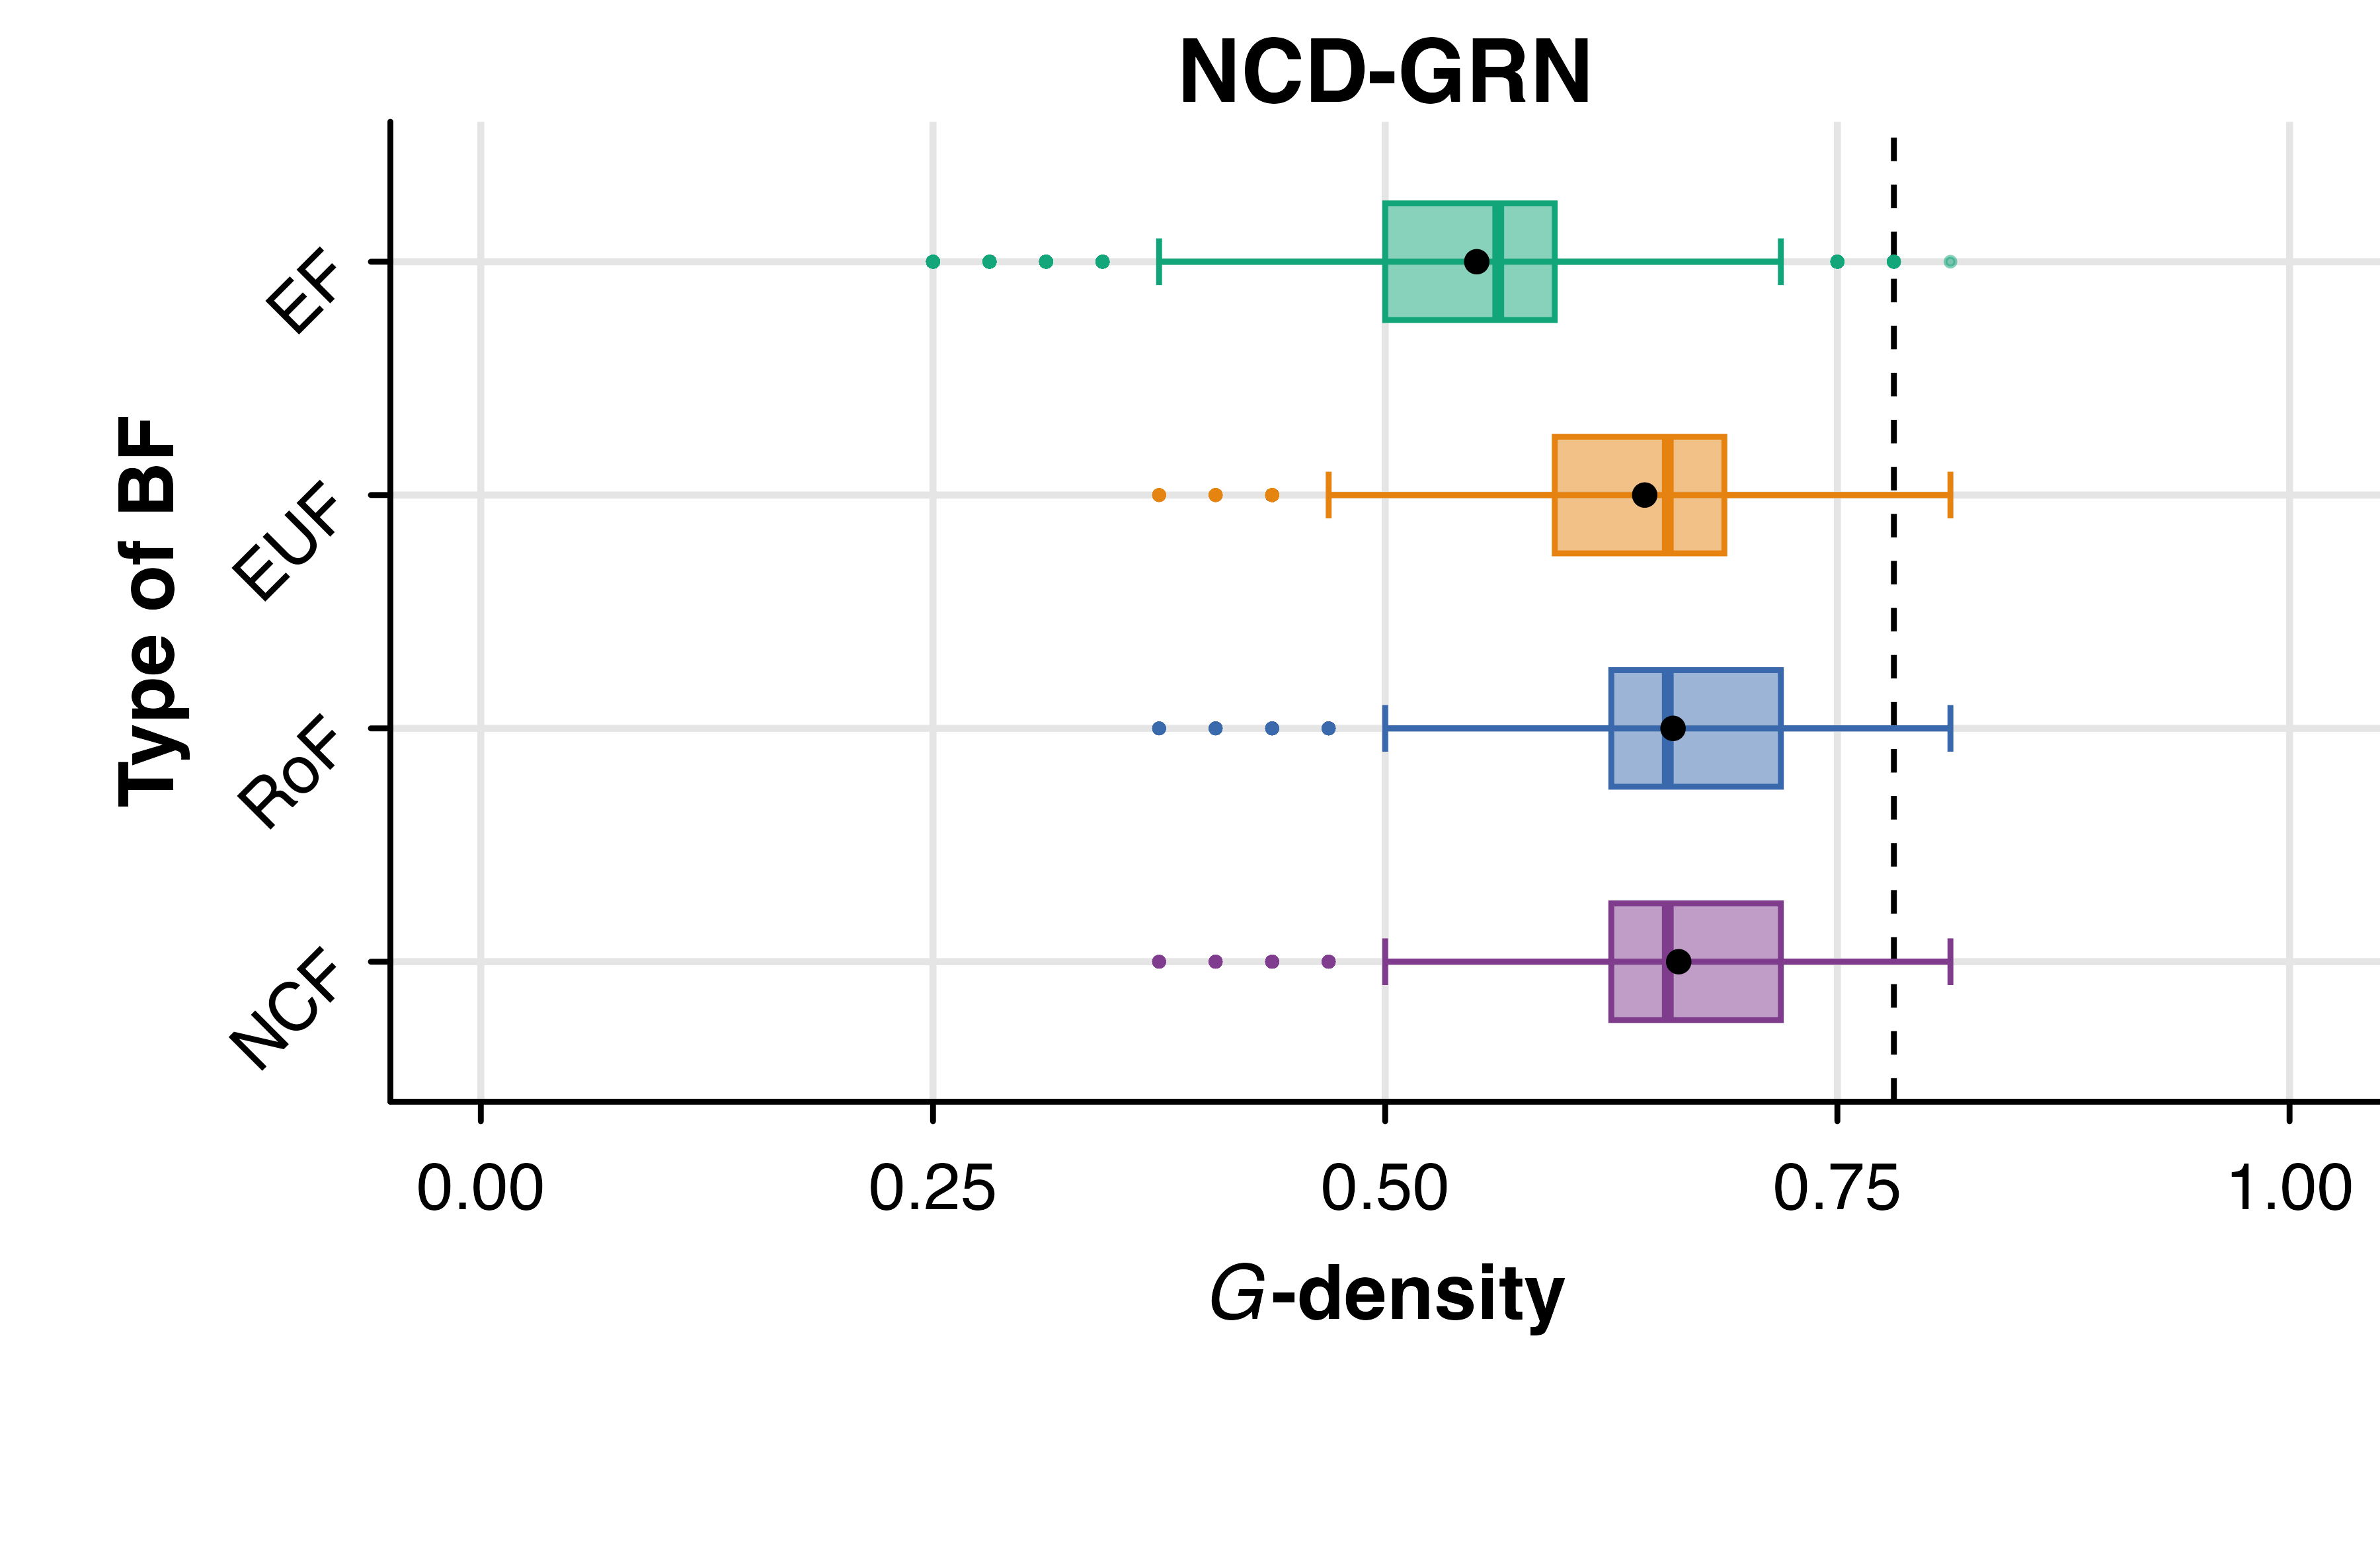 NCD-GRN
Type of BF
EF
EUF
RoF
NCF
0.00 0.25 0.50 0.75 1.00
G-density